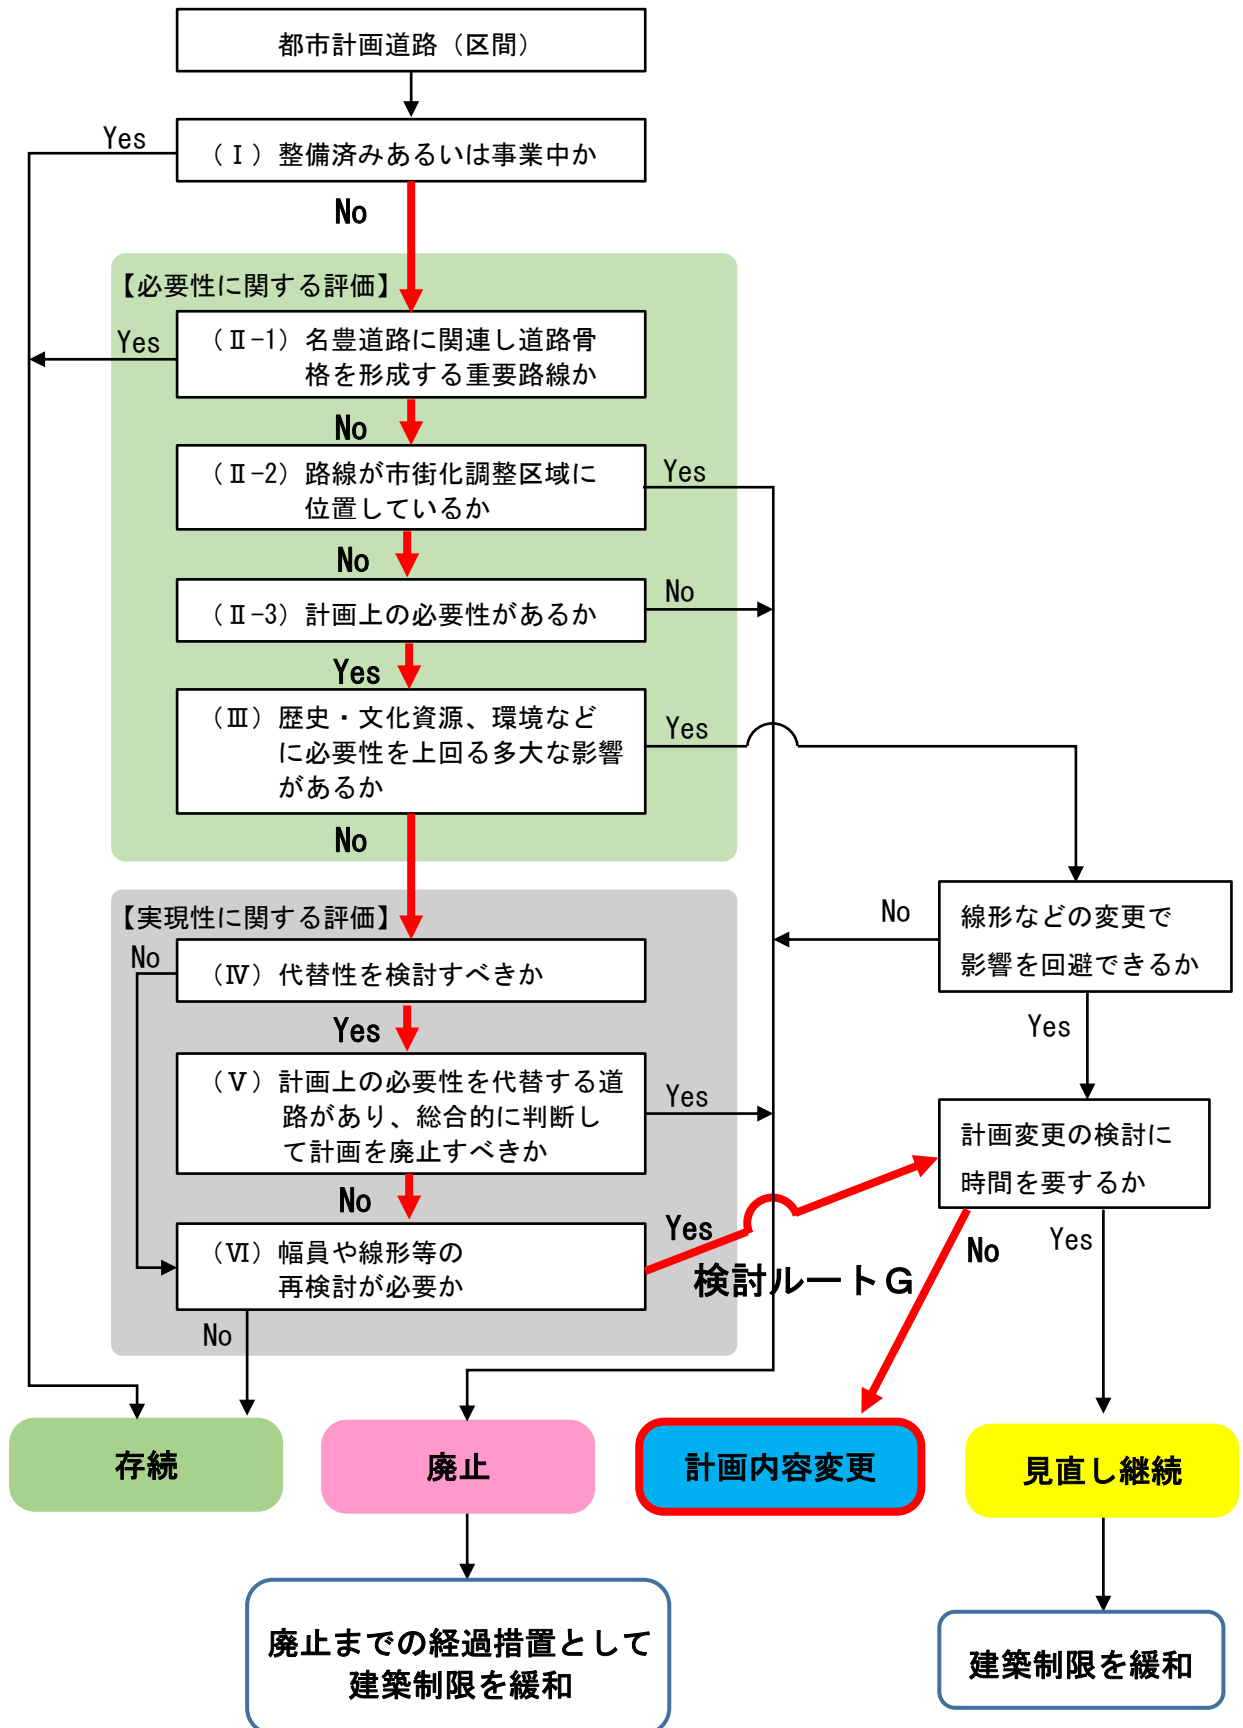 都市計画道路（区間）
Yes
（Ⅰ）整備済みあるいは事業中か
No
【必要性に関する評価】
Yes
（Ⅱ-1）名豊道路に関連し道路骨
格を形成する重要路線か
No
（Ⅱ-2）路線が市街化調整区域に
位置しているか
Yes
No
（Ⅱ-3）計画上の必要性があるか
No
Yes
（Ⅲ）歴史・文化資源、環境など
に必要性を上回る多大な影響
があるか
Yes
No
【実現性に関する評価】
No
（Ⅳ）代替性を検討すべきか
No
線形などの変更で
影響を回避できるか
Yes
Yes
（Ⅴ）計画上の必要性を代替する道
路があり、総合的に判断し
て計画を廃止すべきか
Yes
計画変更の検討に
時間を要するか
No
（Ⅵ）幅員や線形等の
再検討が必要か
Yes
検討ルートＧ
No
Yes
No
存続
廃止
計画内容変更
見直し継続
廃止までの経過措置として
建築制限を緩和
建築制限を緩和